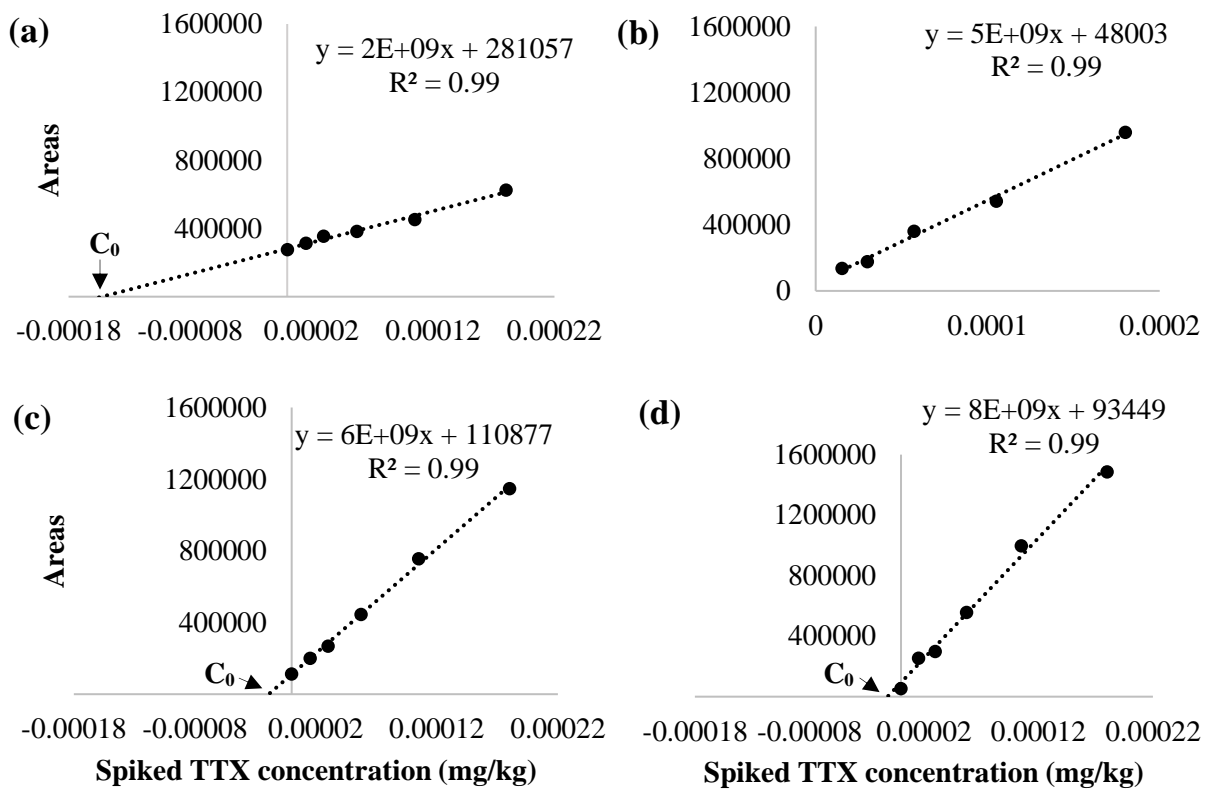 (a)
1600000
y = 2E+09x + 281057
R² = 0.99
1200000
800000
400000
Areas
C₀
-0.00018 -0.00008 0.00002 0.00012 0.00022
(b)
1600000
y = 5E+09x + 48003
R² = 0.99
1200000
800000
400000
0
0 0.0001 0.0002
(c)
1600000
y = 6E+09x + 110877
R² = 0.99
1200000
800000
400000
Areas
C₀
-0.00018 -0.00008 0.00002 0.00012 0.00022
Spiked TTX concentration (mg/kg)
(d)
y = 8E+09x + 93449
R² = 0.99
1600000
1200000
800000
400000
C₀
-0.00018 -0.00008 0.00002 0.00012 0.00022
Spiked TTX concentration (mg/kg)